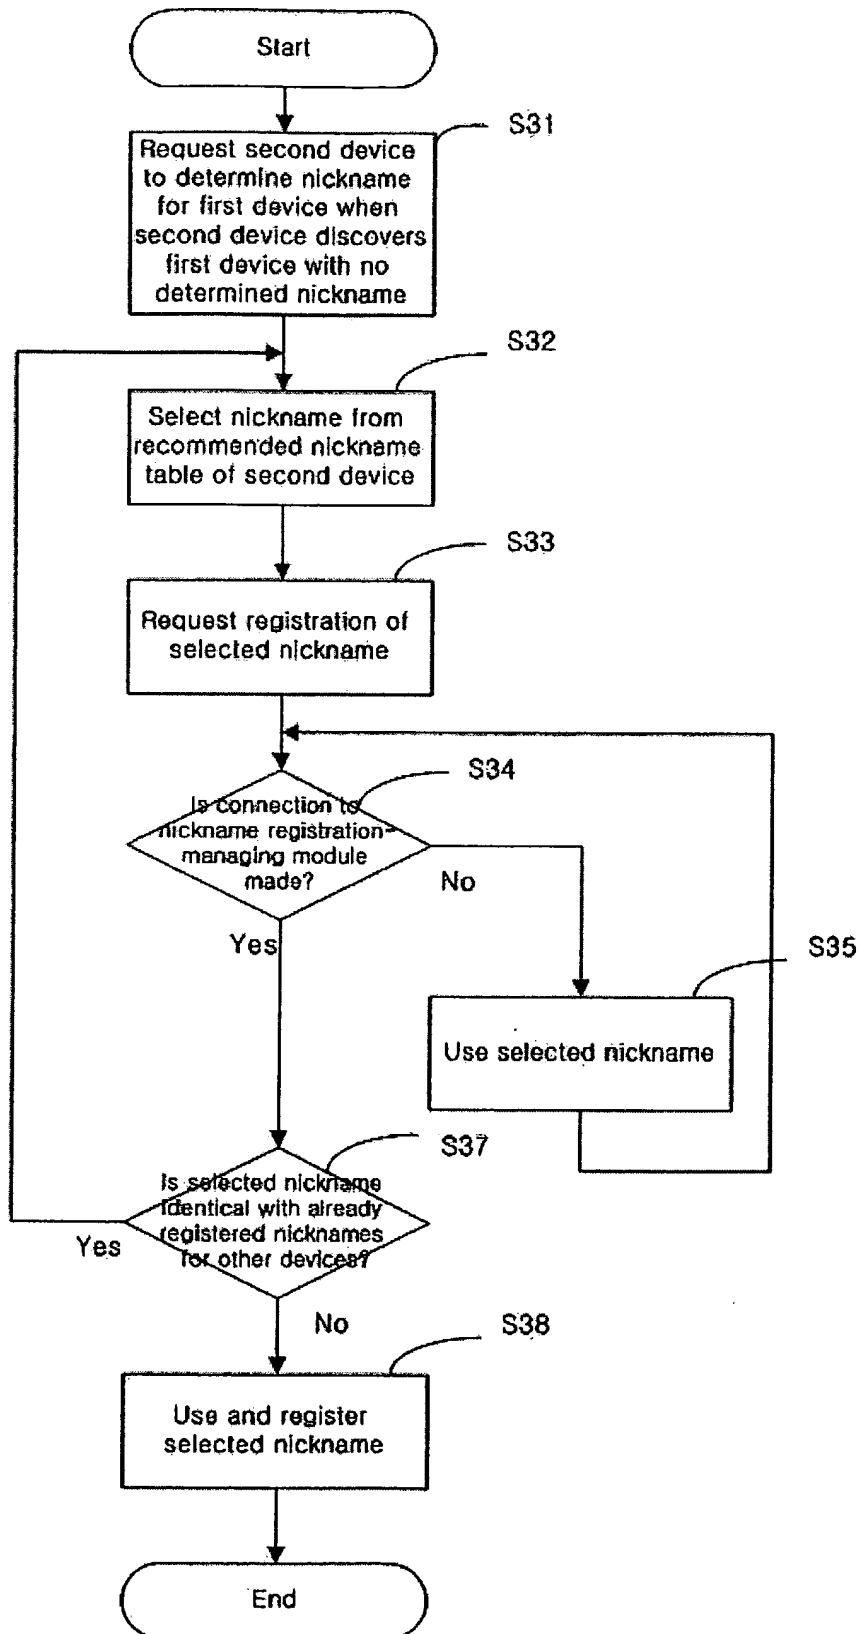 Start
S31
Request second device
to determine nickname
for first device when
second device discovers
first device with no
determined nickname
S32
Select nickname from
recommended nickname
table of second device
S33
Request registration of
selected nickname
S34
Is connection to
nickname registration-
managing module
made?
No
Yes
S35
Use selected nickname
S37
Is selected nickname
identical with already
registered nicknames
for other devices?
Yes
No
S38
Use and register
selected nickname
End